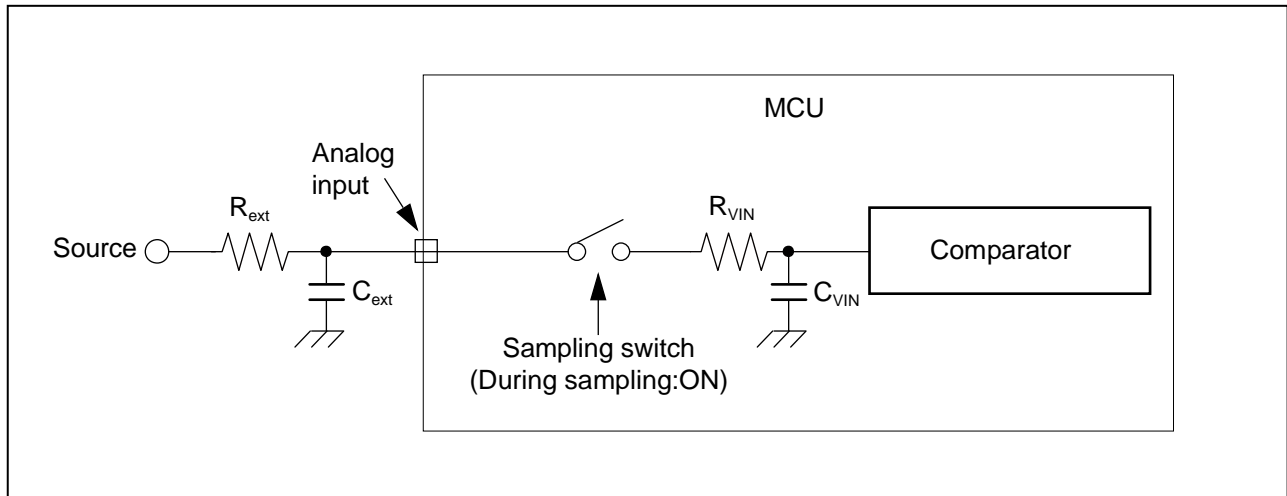 MCU
Analog
input
R_ext
R_VIN
Source
Comparator
C_ext
C_VIN
Sampling switch
(During sampling:ON)